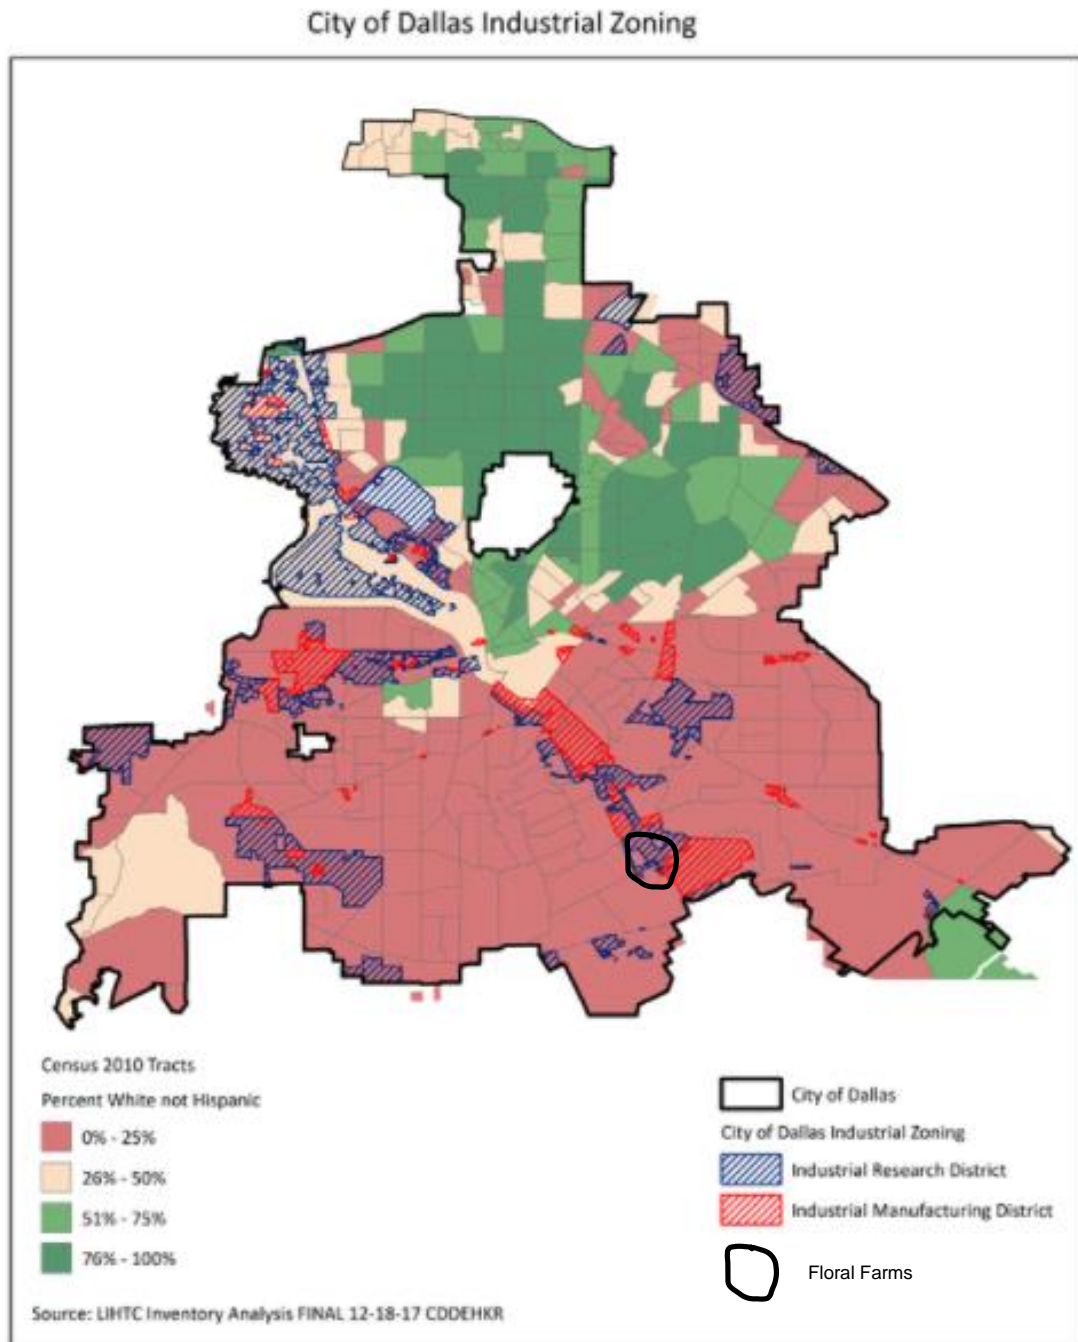 City of Dallas Industrial Zoning
Census 2010 Tracts
Percent White not Hispanic
0% - 25%
26% - 50%
51% - 75%
76% - 100%
Source: LIHTC Inventory Analysis FINAL 12-18-17 CDDEHKR
City of Dallas
City of Dallas Industrial Zoning
Industrial Research District
Industrial Manufacturing District
Floral Farms